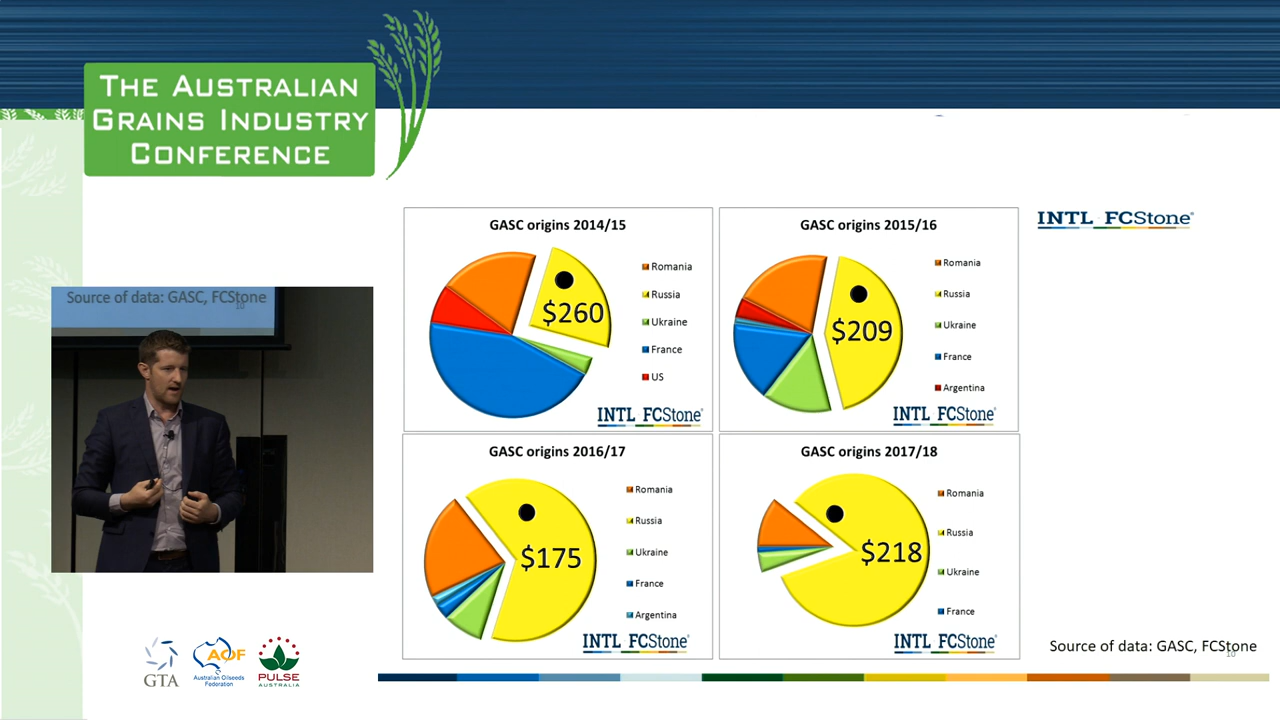 THE AUSTRALIAN
GRAINS INDUSTRY
CONFERENCE
Source of data: GASC, FCStone
10
GASC origins 2014/15
$260
Romania
Russia
Ukraine
France
US
INTL FCStone®
GASC origins 2015/16
$209
Romania
Russia
Ukraine
France
Argentina
INTL FCStone®
INTL FCStone®
GASC origins 2016/17
$175
Romania
Russia
Ukraine
France
Argentina
INTL FCStone®
GASC origins 2017/18
$218
Romania
Russia
Ukraine
France
INTL FCStone®
Source of data: GASC, FCStone
10
GTA
AOF
Australian Oilseeds
Federation
PULSE
AUSTRALIA